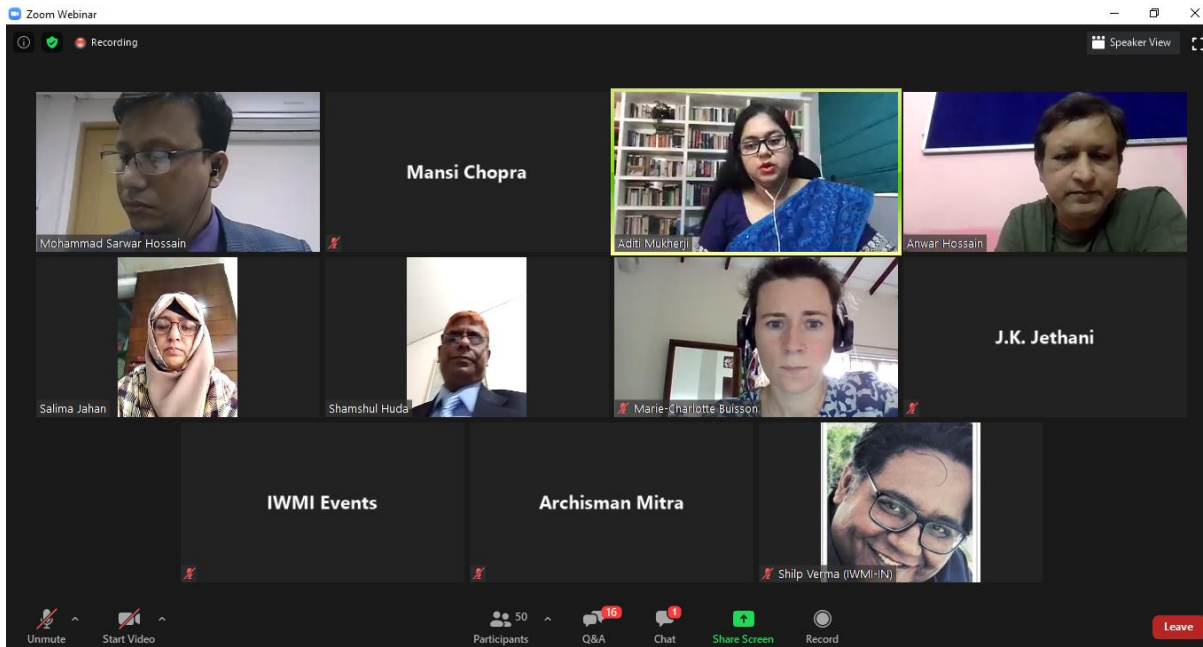 Zoom Webinar
Recording
Speaker View
Mohammad Sarwar Hossain
Mansi Chopra
Aditi Mukherji
Anwar Hossain
Salima Jahan
Shamshul Huda
Marie-Charlotte Buisson
J.K. Jethani
IWMI Events
Archisman Mitra
Shilp Verma (IWMI-IN)
Unmute
Start Video
50
Participants
16
Q&A
1
Chat
Share Screen
Record
Leave